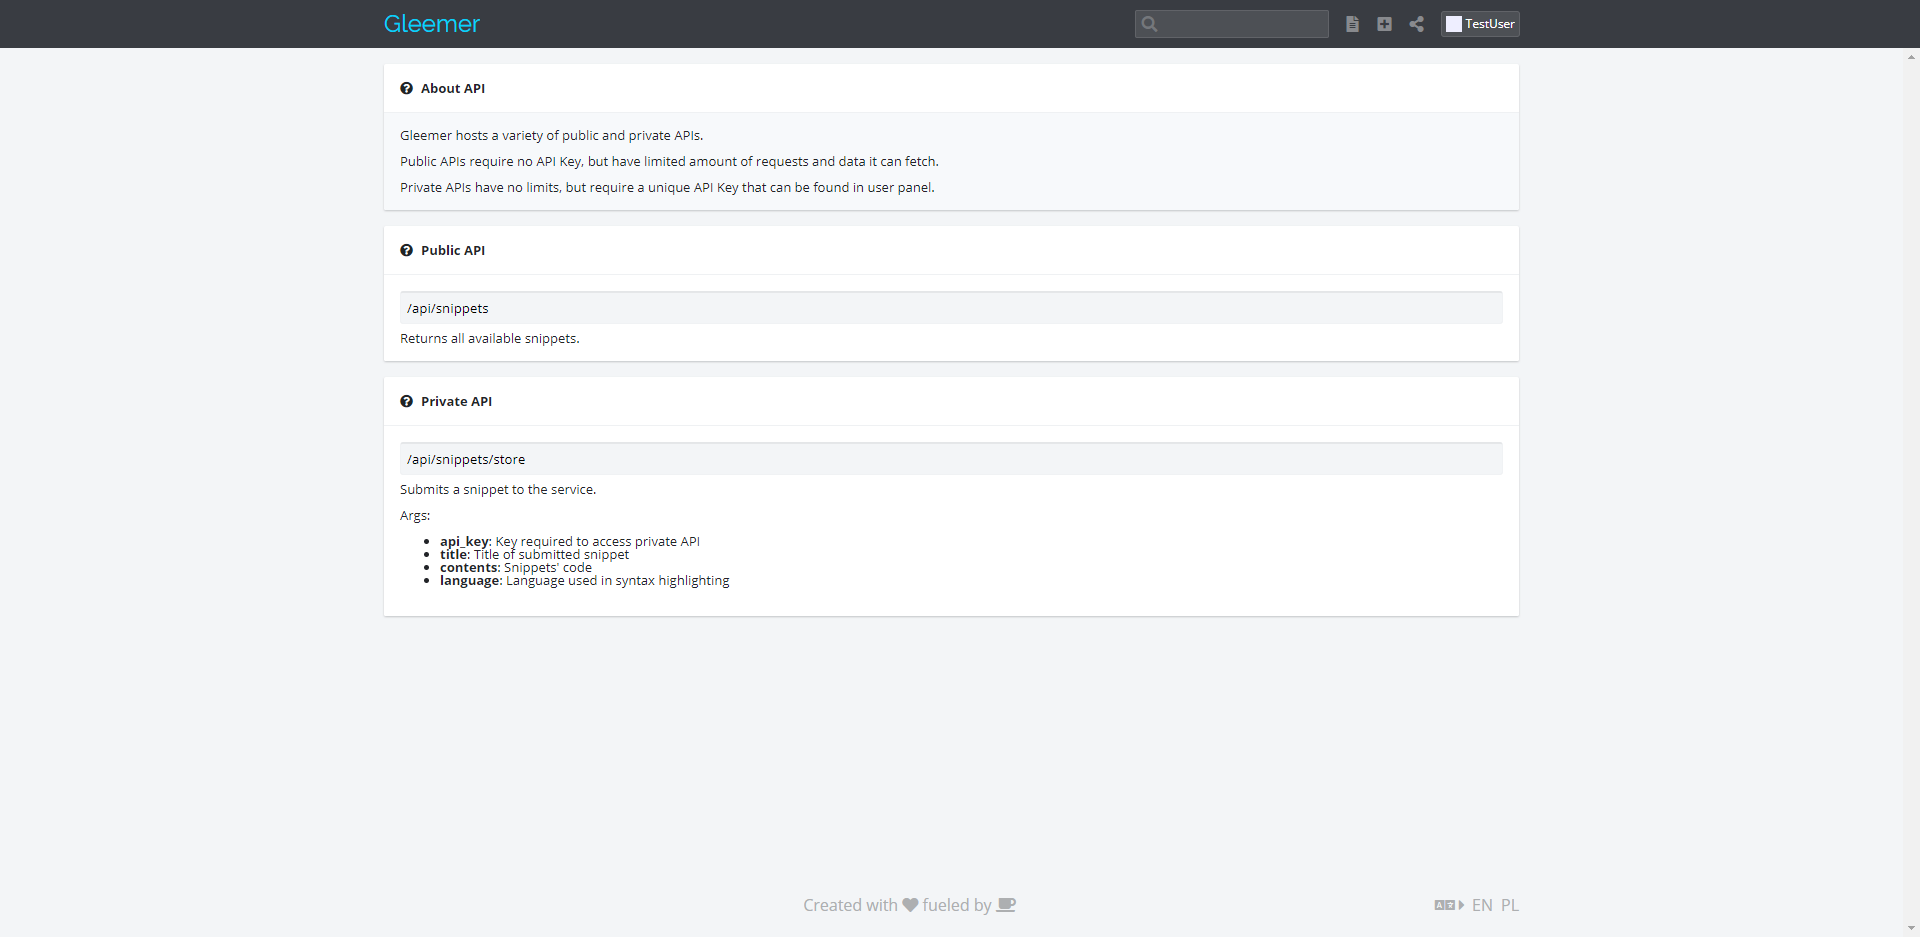 Gleemer
TestUser
About API
Gleemer hosts a variety of public and private APIs.
Public APIs require no API Key, but have limited amount of requests and data it can fetch.
Private APIs have no limits, but require a unique API Key that can be found in user panel.
Public API
/api/snippets
Returns all available snippets.
Private API
/api/snippets/store
Submits a snippet to the service.
Args:
api_key: Key required to access private API
title: Title of submitted snippet
contents: Snippets' code
language: Language used in syntax highlighting
Created with fueled by
EN PL